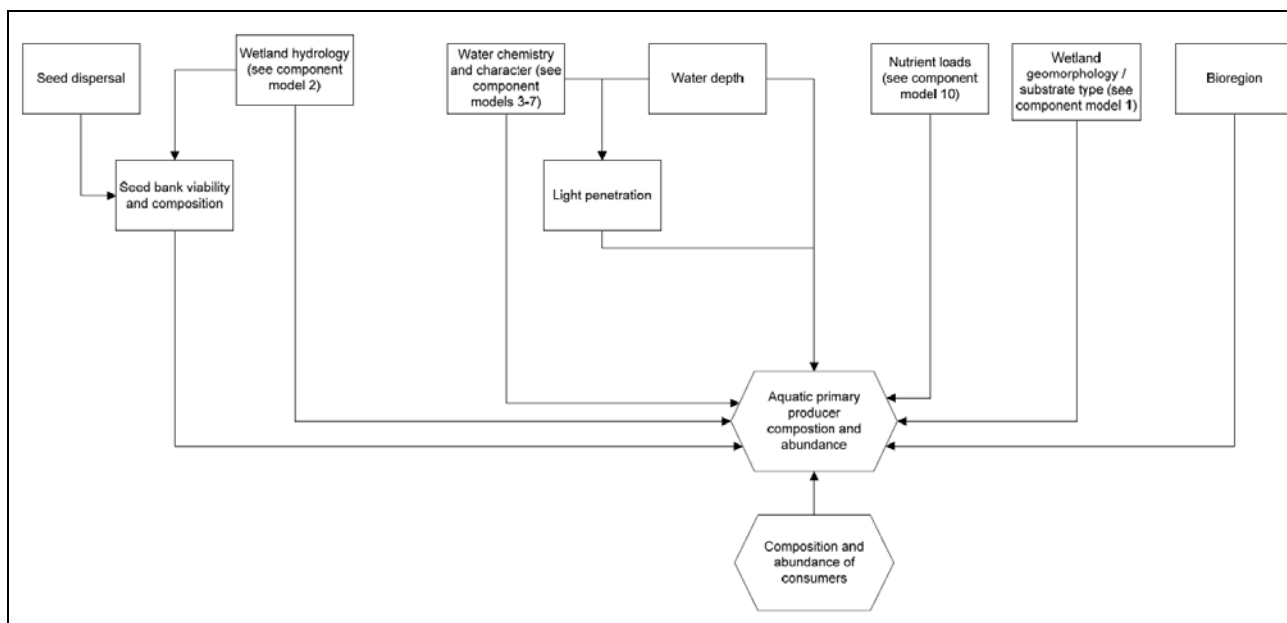 Seed dispersal
Wetland hydrology
(see component
model 2)
Water chemistry
and character (see
component
models 3-7)
Water depth
Nutrient loads
(see component
model 10)
Wetland
geomorphology /
substrate type (see
component model 1)
Bioregion
Seed bank viability
and composition
Light penetration
Aquatic primary
producer
compostion and
abundance
Composition and
abundance of
consumers